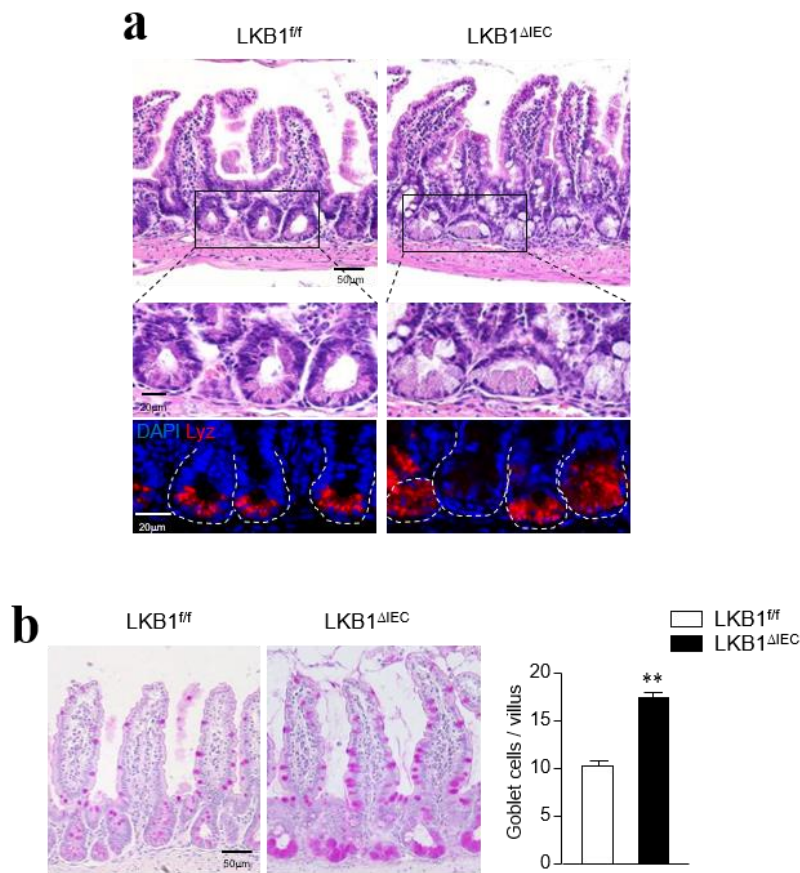 a
LKB1f/f
LKB1ΔIEC
50μm
20μm
DAPI Lyz
20μm
b
LKB1f/f
LKB1ΔIEC
LKB1f/f
LKB1ΔIEC
50μm
Goblet cells / villus
20
15
10
5
0
**